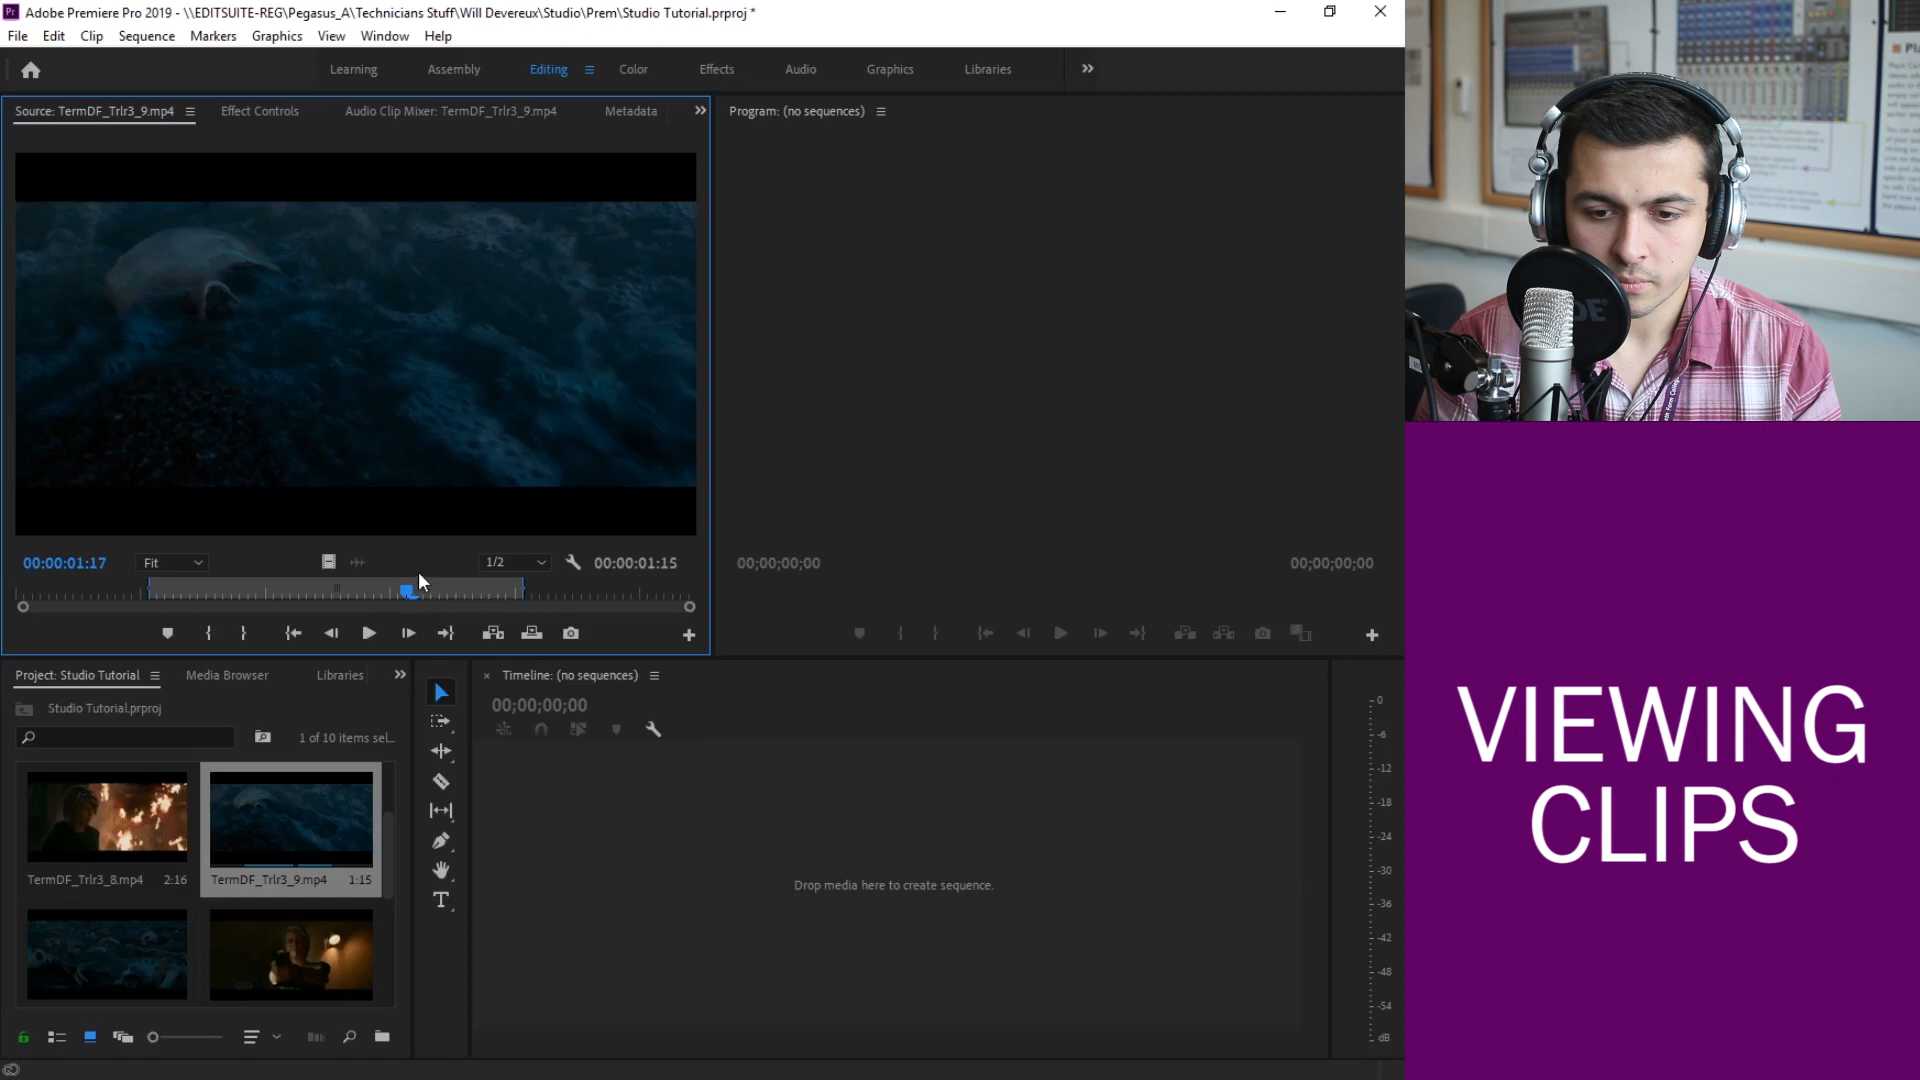 Pr Adobe Premiere Pro 2019 - \\EDITSUITE-REG\Pegasus_A\Technicians Stuff\Will Devereux\Studio\Prem\Studio Tutorial.prproj *
File Edit Clip Sequence Markers Graphics View Window Help
Learning Assembly Editing Color Effects Audio Graphics Libraries
Source: TermDF_Trlr3_9.mp4 Effect Controls Audio Clip Mixer: TermDF_Trlr3_9.mp4 Metadata
Program: (no sequences)
00:00:01:17 Fit 1/2 00:00:01:15
00;00;00;00 00;00;00;00
Project: Studio Tutorial Media Browser Libraries
Studio Tutorial.prproj
1 of 10 items sel...
TermDF_Trlr3_8.mp4 2:16
TermDF_Trlr3_9.mp4 1:15
× Timeline: (no sequences)
00;00;00;00
Drop media here to create sequence.
T
0
-6
-12
-18
-24
-30
-36
-42
-48
-54
dB
VIEWING
CLIPS